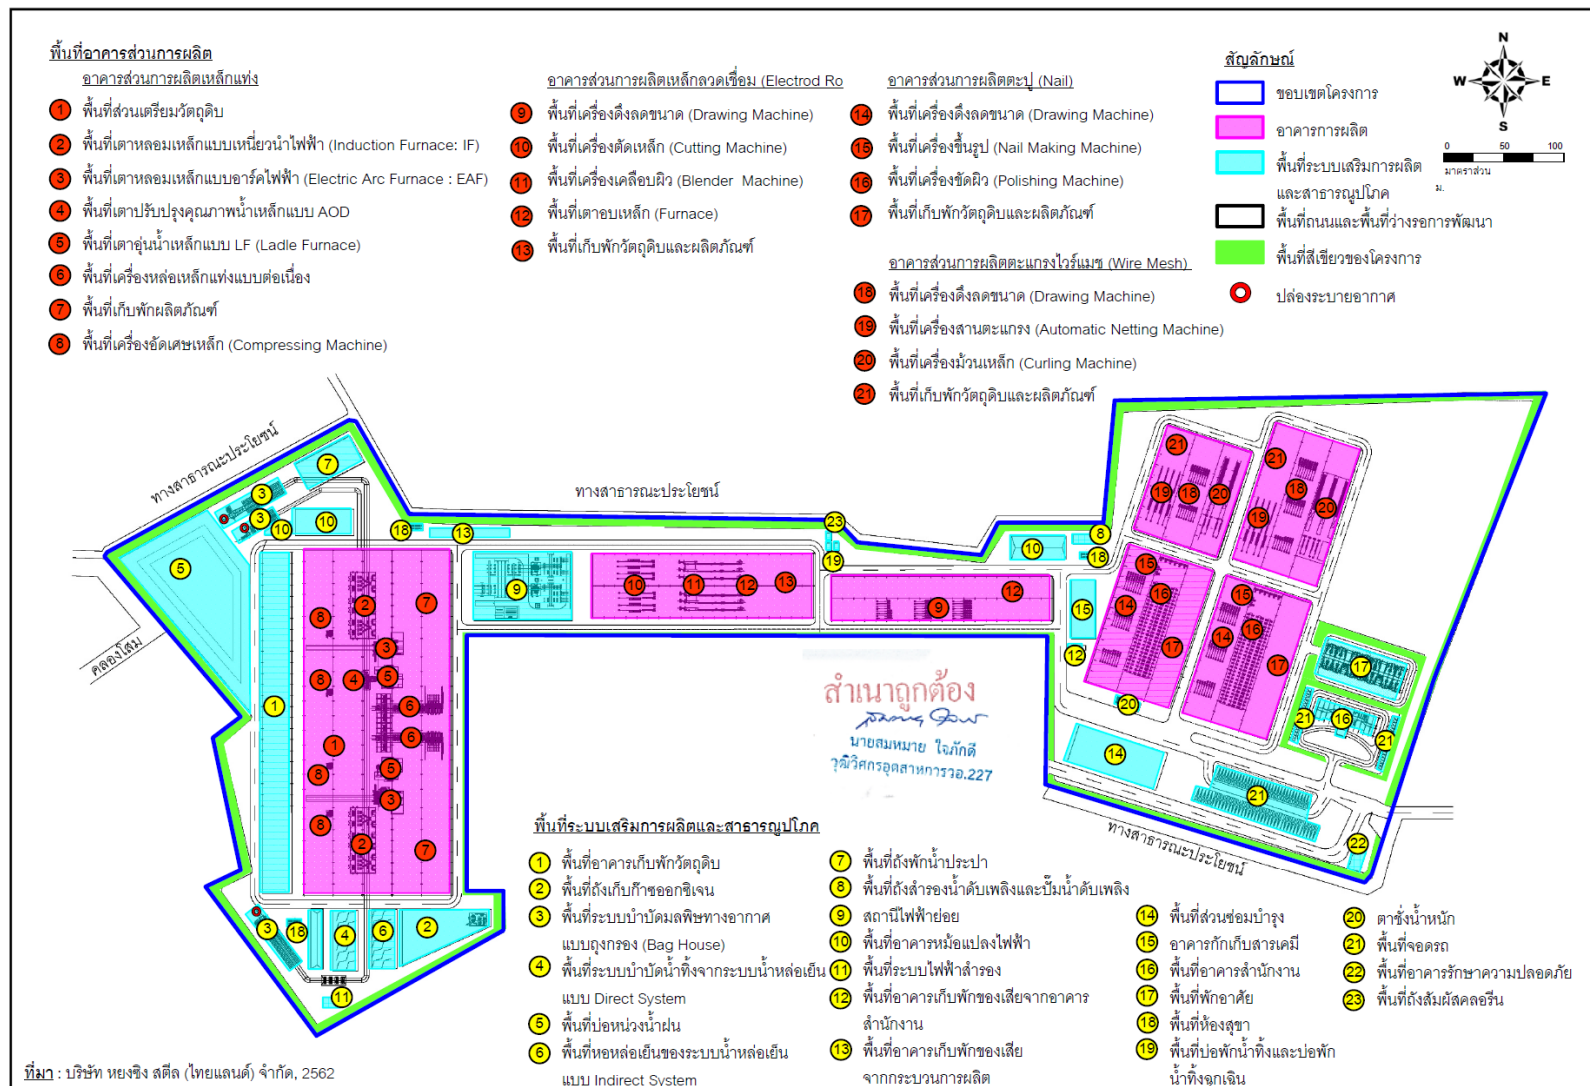 พื้นที่อาคารส่วนการผลิต
อาคารส่วนการผลิตเหล็กแท่ง
1 พื้นที่ส่วนเตรียมวัตถุดิบ
2 พื้นที่เตาหลอมเหล็กแบบเหนี่ยวนำไฟฟ้า (Induction Furnace: IF)
3 พื้นที่เตาหลอมเหล็กแบบอาร์คไฟฟ้า (Electric Arc Furnace : EAF)
4 พื้นที่เตาปรับปรุงคุณภาพน้ำเหล็กแบบ AOD
5 พื้นที่เตาอุ่นน้ำเหล็กแบบ LF (Ladle Furnace)
6 พื้นที่เครื่องหล่อเหล็กแท่งแบบต่อเนื่อง
7 พื้นที่เก็บพักผลิตภัณฑ์
8 พื้นที่เครื่องอัดเศษเหล็ก (Compressing Machine)
อาคารส่วนการผลิตเหล็กลวดเชื่อม (Electrod Ro
9 พื้นที่เครื่องดึงลดขนาด (Drawing Machine)
10 พื้นที่เครื่องตัดเหล็ก (Cutting Machine)
11 พื้นที่เครื่องเคลือบผิว (Blender Machine)
12 พื้นที่เตาอบเหล็ก (Furnace)
13 พื้นที่เก็บพักวัตถุดิบและผลิตภัณฑ์
อาคารส่วนการผลิตตะปู (Nail)
14 พื้นที่เครื่องดึงลดขนาด (Drawing Machine)
15 พื้นที่เครื่องขึ้นรูป (Nail Making Machine)
16 พื้นที่เครื่องขัดผิว (Polishing Machine)
17 พื้นที่เก็บพักวัตถุดิบและผลิตภัณฑ์
อาคารส่วนการผลิตตะแกรงไวร์แมช (Wire Mesh)
18 พื้นที่เครื่องดึงลดขนาด (Drawing Machine)
19 พื้นที่เครื่องสานตะแกรง (Automatic Netting Machine)
20 พื้นที่เครื่องม้วนเหล็ก (Curling Machine)
21 พื้นที่เก็บพักวัตถุดิบและผลิตภัณฑ์
สัญลักษณ์
ขอบเขตโครงการ
อาคารการผลิต
พื้นที่ระบบเสริมการผลิต
และสาธารณูปโภค
พื้นที่ถนนและพื้นที่ว่างรอการพัฒนา
พื้นที่สีเขียวของโครงการ
ปล่องระบายอากาศ
N
W E
S
0 50 100
มาตราส่วน
ม.
ทางสาธารณะประโยชน์
ทางสาธารณะประโยชน์
คลองโสม
ทางสาธารณะประโยชน์
สำเนาถูกต้อง
นายสมหมาย ใจภักดี
วุฒิวิศกรอุตสาหการวอ.227
พื้นที่ระบบเสริมการผลิตและสาธารณูปโภค
1 พื้นที่อาคารเก็บพักวัตถุดิบ
2 พื้นที่ถังเก็บก๊าซออกซิเจน
3 พื้นที่ระบบบำบัดมลพิษทางอากาศ
แบบถุงกรอง (Bag House)
4 พื้นที่ระบบบำบัดน้ำทิ้งจากระบบน้ำหล่อเย็น
แบบ Direct System
5 พื้นที่บ่อหน่วงน้ำฝน
6 พื้นที่หอหล่อเย็นของระบบน้ำหล่อเย็น
แบบ Indirect System
7 พื้นที่ถังพักน้ำประปา
8 พื้นที่ถังสำรองน้ำดับเพลิงและปั๊มน้ำดับเพลิง
9 สถานีไฟฟ้าย่อย
10 พื้นที่อาคารหม้อแปลงไฟฟ้า
11 พื้นที่ระบบไฟฟ้าสำรอง
12 พื้นที่อาคารเก็บพักของเสียจากอาคาร
สำนักงาน
13 พื้นที่อาคารเก็บพักของเสีย
จากกระบวนการผลิต
14 พื้นที่ส่วนซ่อมบำรุง
15 อาคารกักเก็บสารเคมี
16 พื้นที่อาคารสำนักงาน
17 พื้นที่พักอาศัย
18 พื้นที่ห้องสุขา
19 พื้นที่บ่อพักน้ำทิ้งและบ่อพัก
น้ำทิ้งฉุกเฉิน
20 ตาชั่งน้ำหนัก
21 พื้นที่จอดรถ
22 พื้นที่อาคารรักษาความปลอดภัย
23 พื้นที่ถังสัมผัสคลอรีน
ที่มา : บริษัท หยงชิง สตีล (ไทยแลนด์) จำกัด, 2562